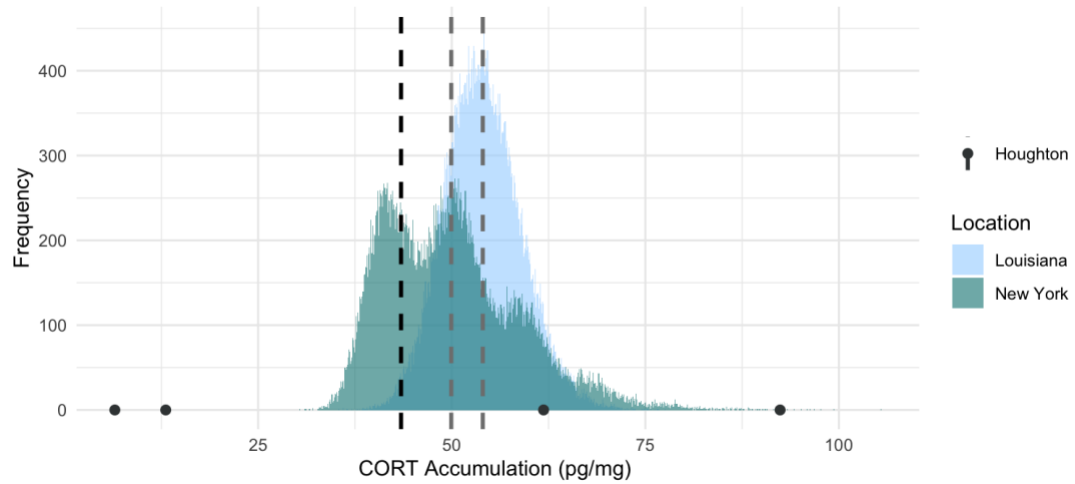 400
300
200
100
0
Frequency
25 50 75 100
CORT Accumulation (pg/mg)
Houghton
Location
Louisiana
New York